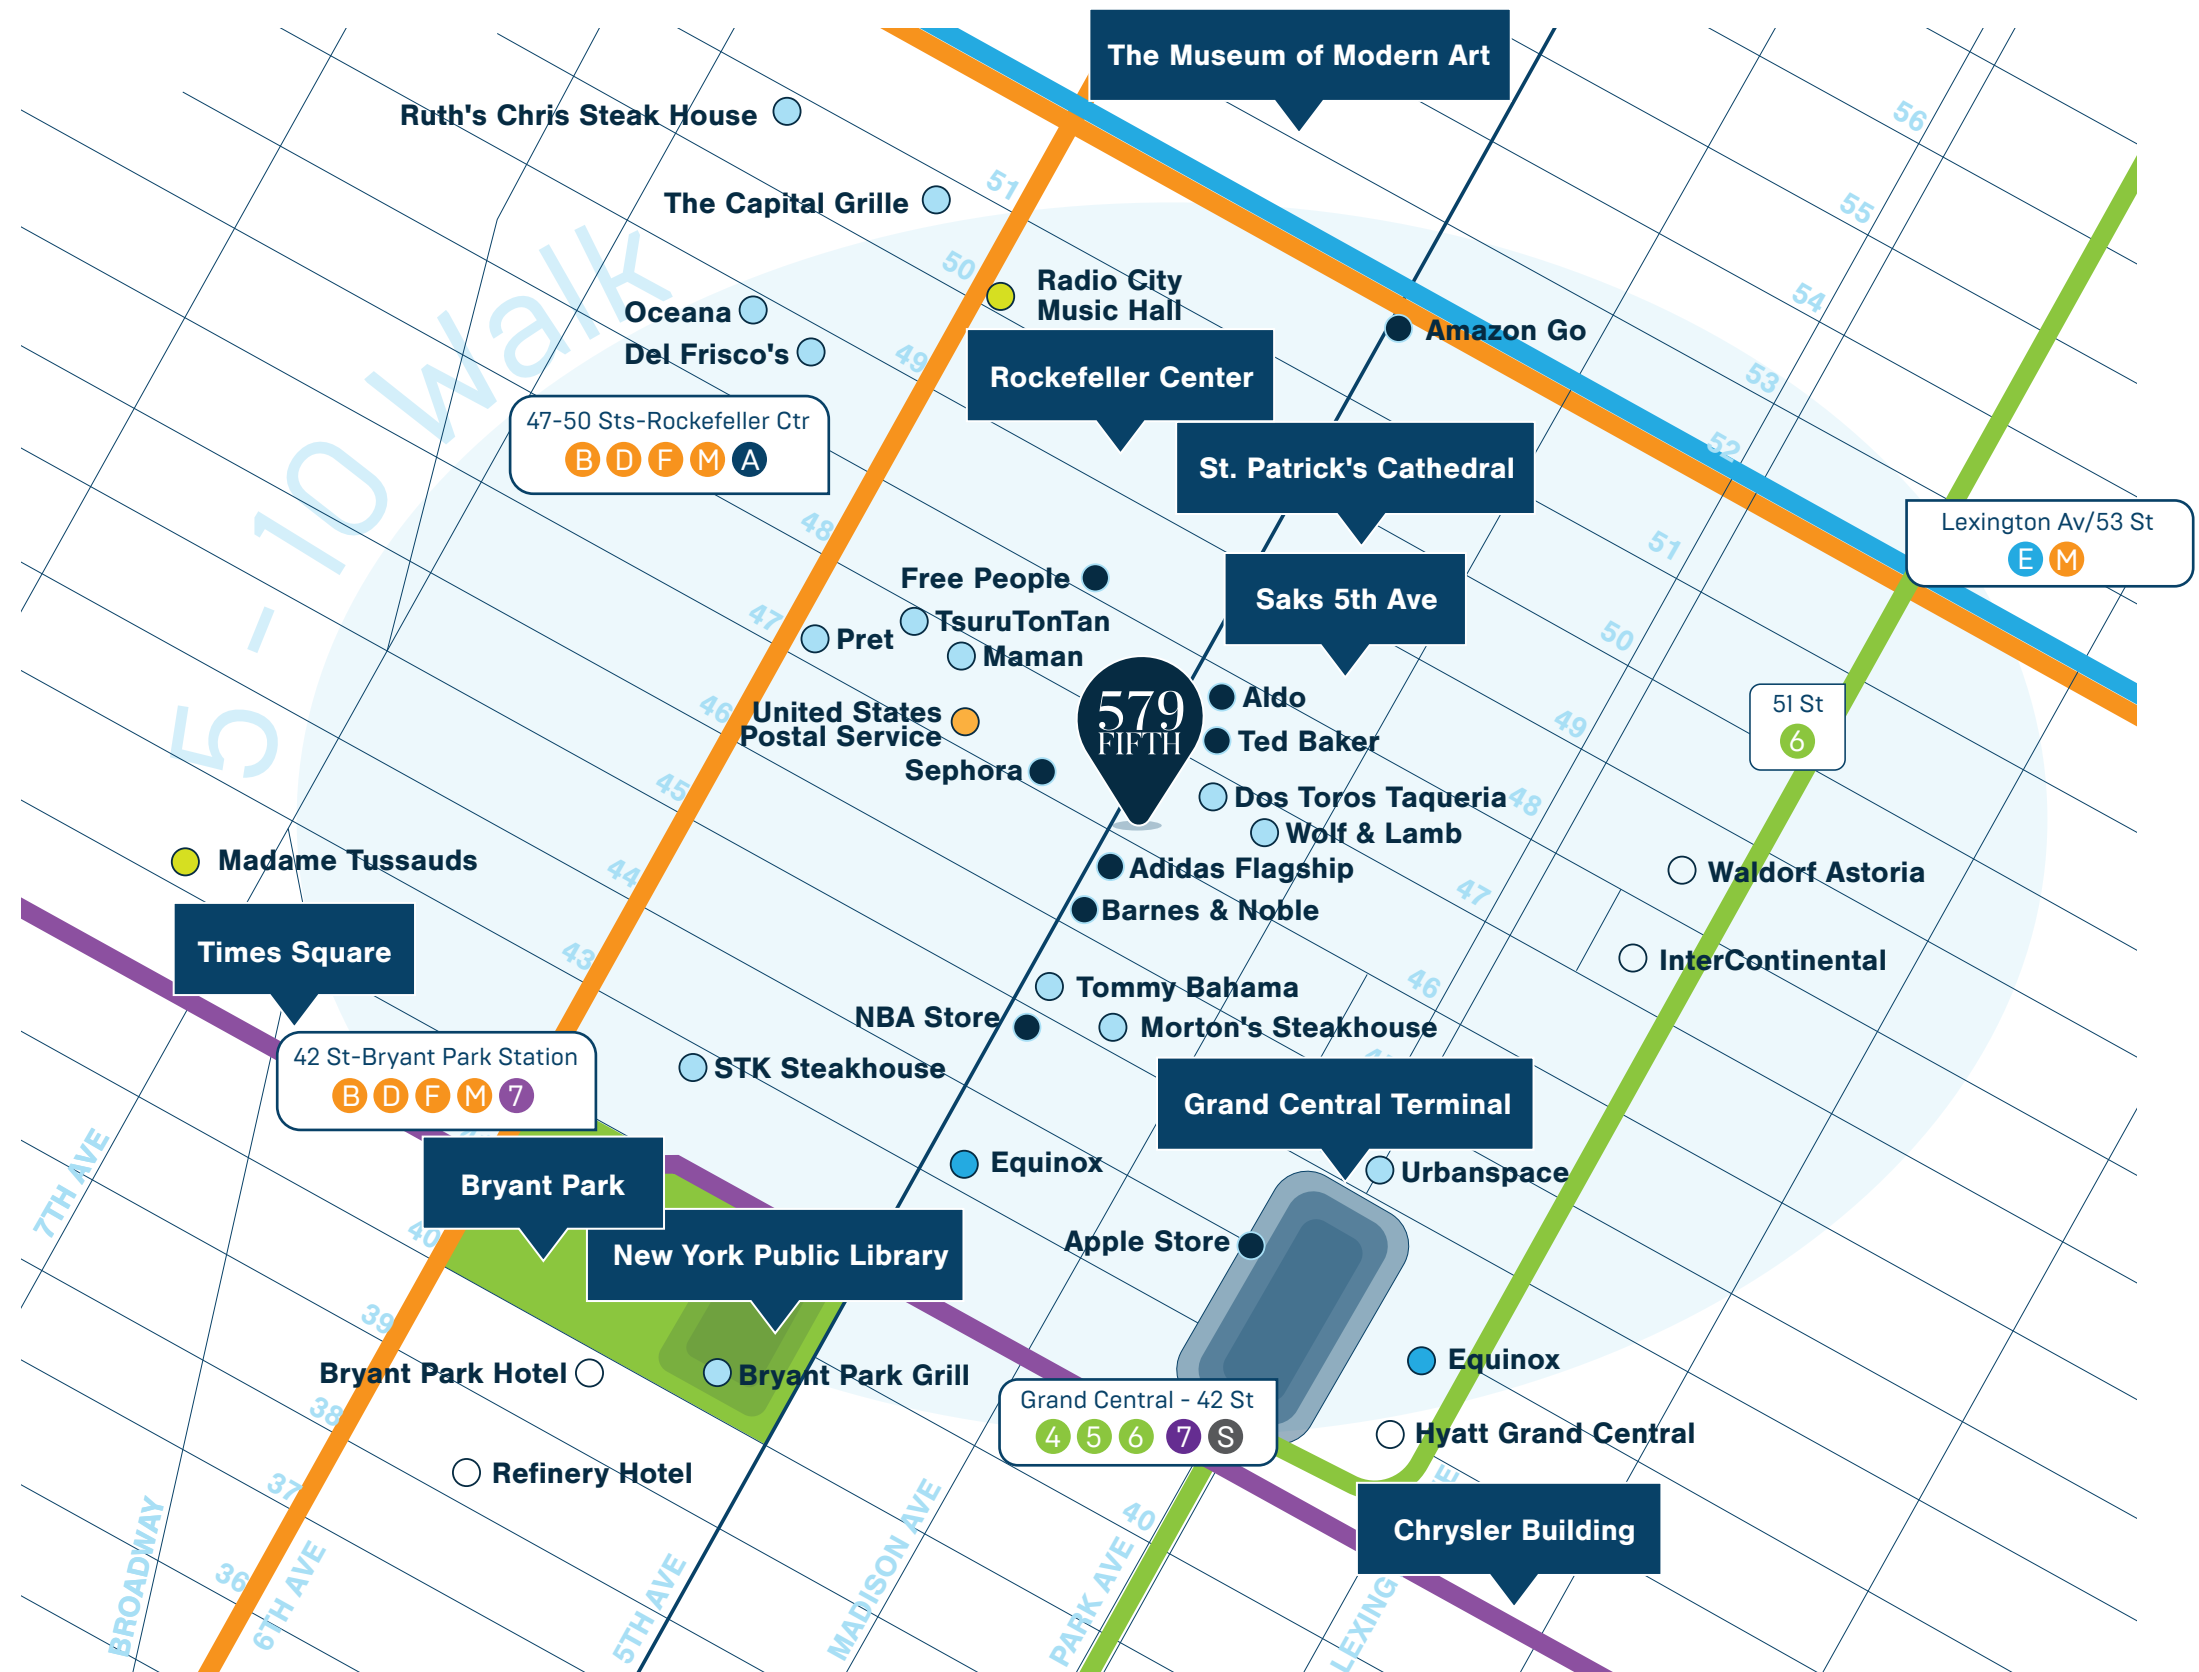 The Museum of Modern Art
56
Ruth's Chris Steak House
51
The Capital Grille
55
5 - 10 walk
50
Radio City
Music Hall
54
Oceana
Amazon Go
Del Frisco's
49
Rockefeller Center
53
47-50 Sts-Rockefeller Ctr
B D F M A
52
St. Patrick's Cathedral
48
Lexington Av/53 St
E M
51
Free People
Saks 5th Ave
47
TsuruTonTan
Pret
50
Maman
46
United States
Postal Service
579
FIFTH
Aldo
51 St
6
49
Ted Baker
Sephora
45
Dos Toros Taqueria
48
Wolf & Lamb
Madame Tussauds
44
Adidas Flagship
Waldorf Astoria
47
Barnes & Noble
Times Square
43
InterContinental
46
Tommy Bahama
NBA Store
Morton's Steakhouse
42 St-Bryant Park Station
B D F M 7
STK Steakhouse
Grand Central Terminal
7TH AVE
Bryant Park
Equinox
Urbanspace
40
New York Public Library
Apple Store
39
Bryant Park Hotel
Bryant Park Grill
Equinox
Grand Central - 42 St
4 5 6 7 S
38
Hyatt Grand Central
Refinery Hotel
37
40
Chrysler Building
36
BROADWAY
6TH AVE
5TH AVE
MADISON AVE
PARK AVE
LEXING
E